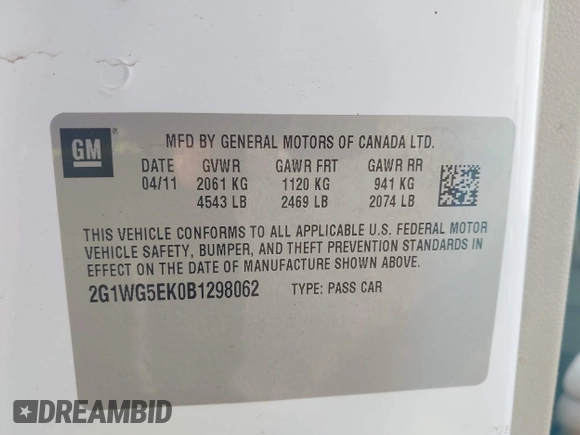 GM
MFD BY GENERAL MOTORS OF CANADA LTD.
DATE GVWR GAWR FRT GAWR RR
04/11 2061 KG 1120 KG 941 KG
4543 LB 2469 LB 2074 LB
THIS VEHICLE CONFORMS TO ALL APPLICABLE U.S. FEDERAL MOTOR
VEHICLE SAFETY, BUMPER, AND THEFT PREVENTION STANDARDS IN
EFFECT ON THE DATE OF MANUFACTURE SHOWN ABOVE.
2G1WG5EK0B1298062 TYPE: PASS CAR
DREAMBID